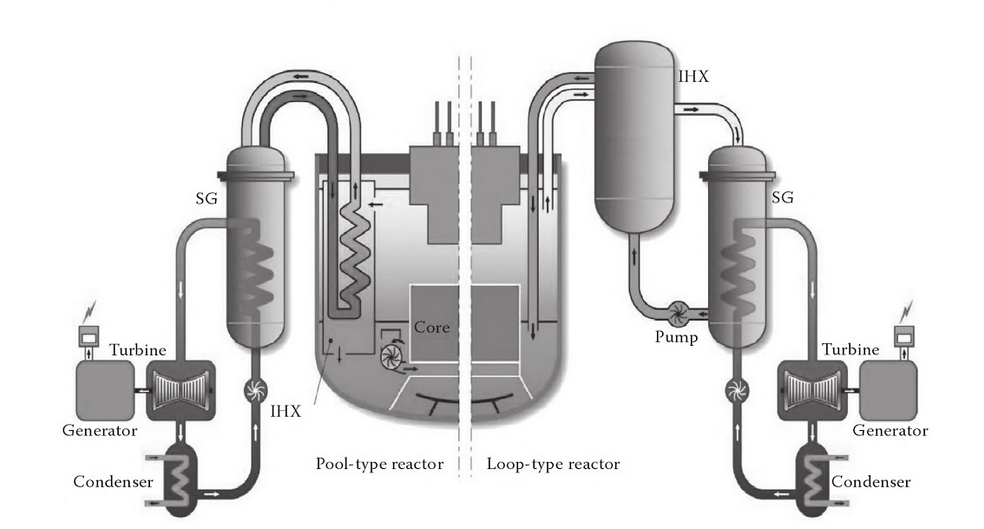 IHX
SG
SG
Core
Pump
Turbine
Turbine
IHX
Generator
Generator
Pool-type reactor
Loop-type reactor
Condenser
Condenser